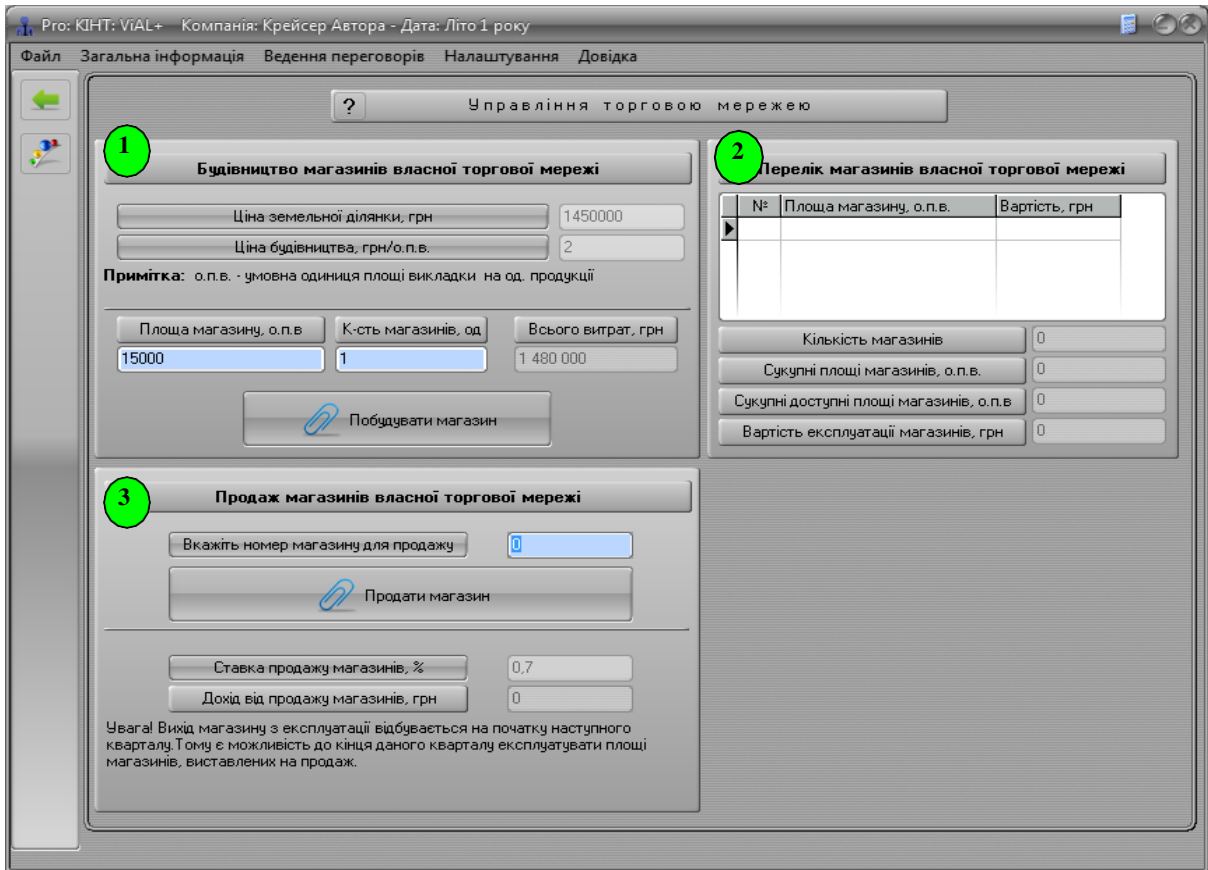 Pro: КІНТ: ViAL+ Компанія: Крейсер Автора - Дата: Літо 1 року
Файл Загальна інформація Ведення переговорів Налаштування Довідка
? Управління торговою мережею
1
Будівництво магазинів власної торгової мережі
Ціна земельної ділянки, грн 1450000
Ціна будівництва, грн/о.п.в. 2
Примітка: о.п.в. - умовна одиниця площі викладки на од. продукції
Площа магазину, о.п.в К-сть магазинів, од Всього витрат, грн
15000 1 1 480 000
Побудувати магазин
2
Перелік магазинів власної торгової мережі
№ Площа магазину, о.п.в. Вартість, грн
Кількість магазинів 0
Сукупні площі магазинів, о.п.в. 0
Сукупні доступні площі магазинів, о.п.в 0
Вартість експлуатації магазинів, грн 0
3
Продаж магазинів власної торгової мережі
Вкажіть номер магазину для продажу 0
Продати магазин
Ставка продажу магазинів, % 0,7
Дохід від продажу магазинів, грн 0
Увага! Вихід магазину з експлуатації відбувається на початку наступного
кварталу.Тому є можливість до кінця даного кварталу експлуатувати площі
магазинів, виставлених на продаж.